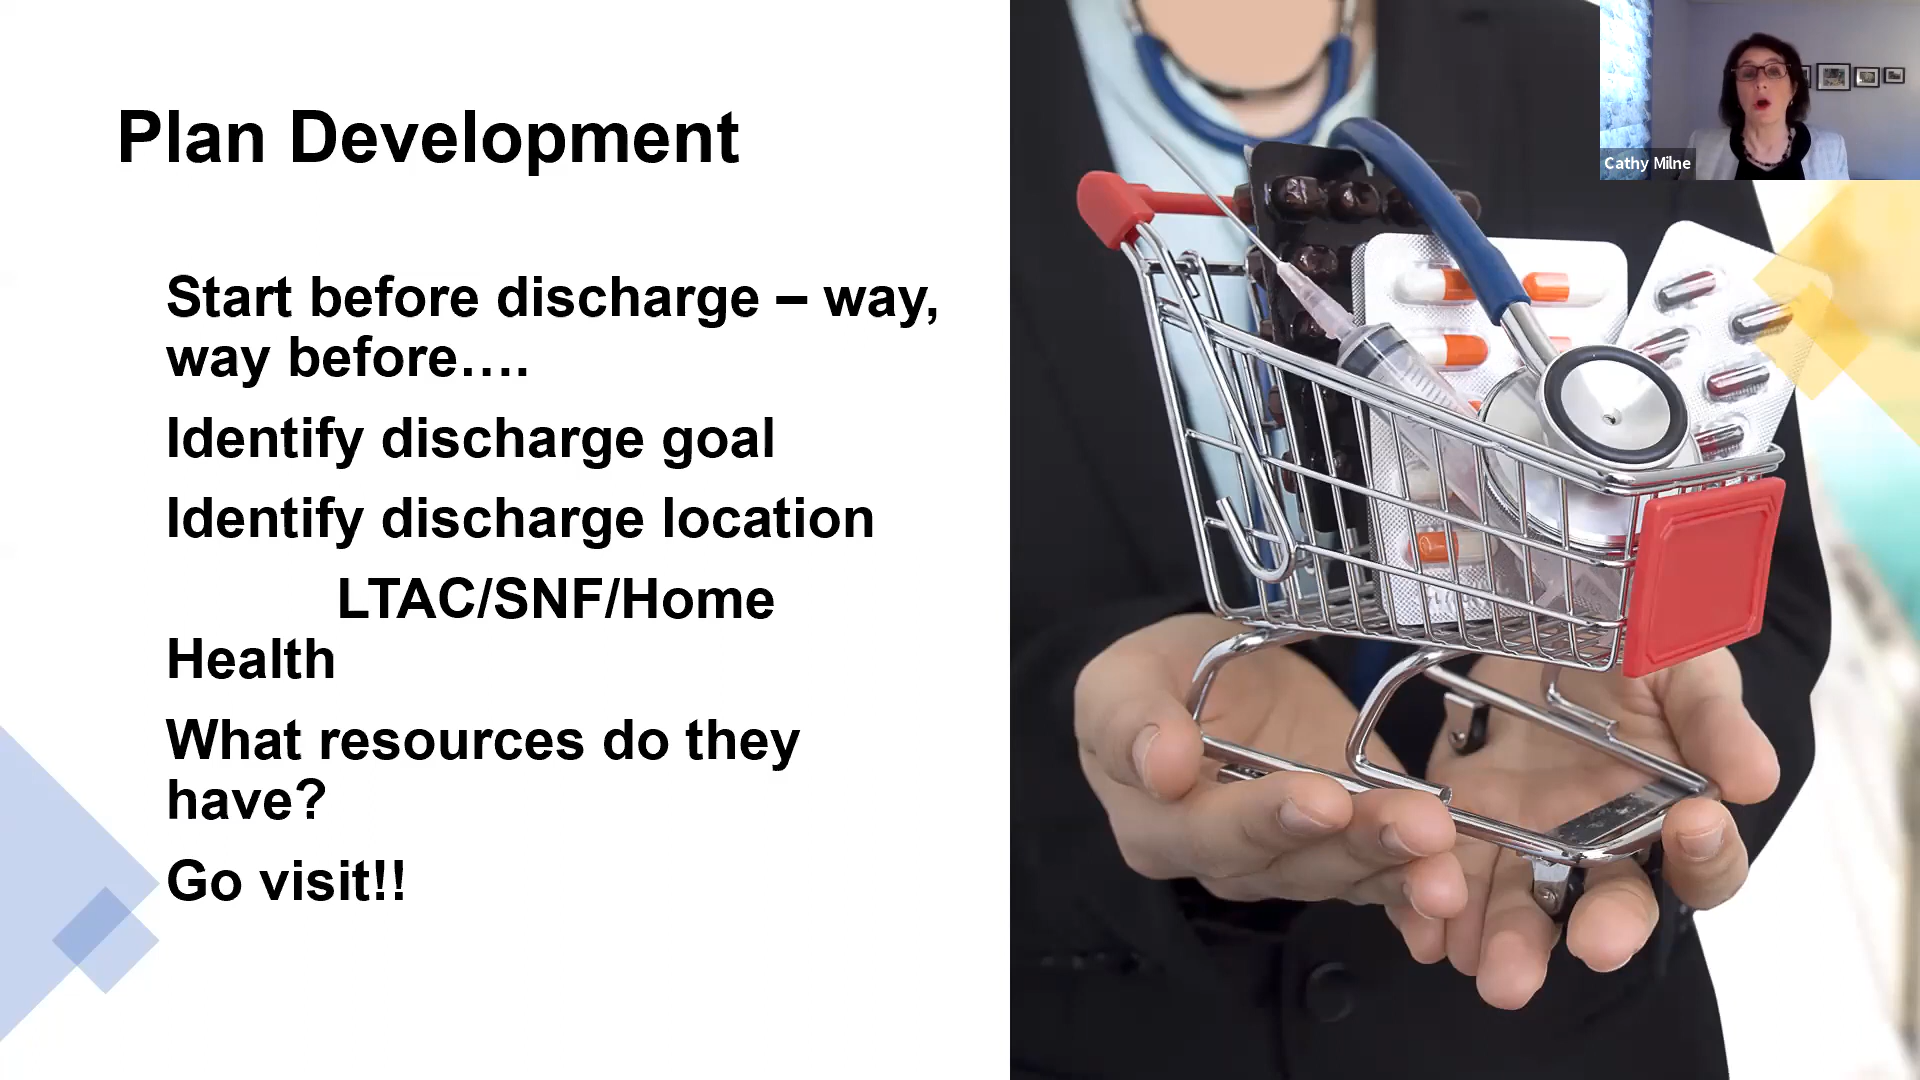 Plan Development
Start before discharge – way,
way before….
Identify discharge goal
Identify discharge location
LTAC/SNF/Home
Health
What resources do they
have?
Go visit!!
Cathy Milne